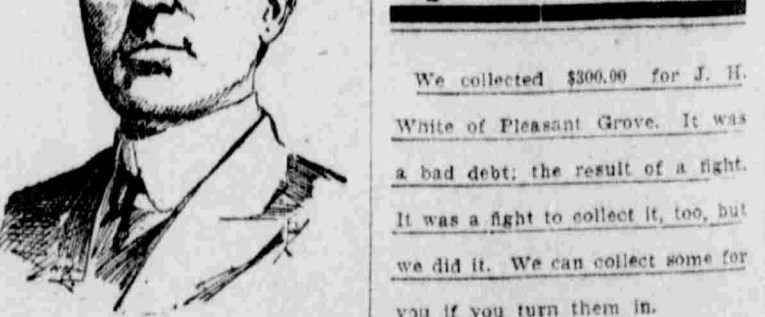 We collected $300.00 for J. H.
White of Pleasant Grove. It was
a bad debt; the result of a fight.
It was a fight to collect it, too, but
we did it. We can collect some for
you if you turn them in.